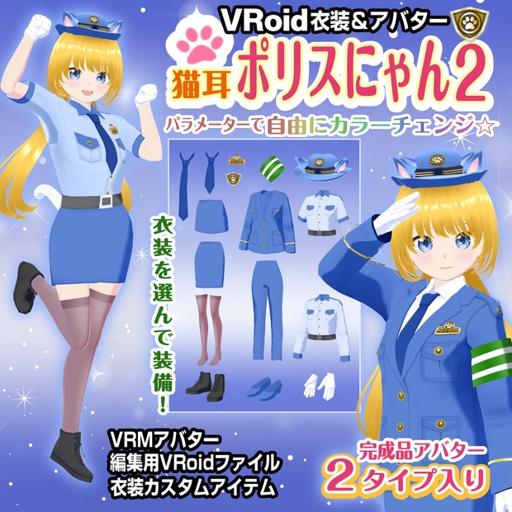 VRoid衣装&アバター
猫耳ポリスにゃん2
パラメーターで自由にカラーチェンジ☆
衣装を選んで装備！
VRMアバター
編集用VRoidファイル
衣装カスタムアイテム
完成品アバター
2タイプ入り